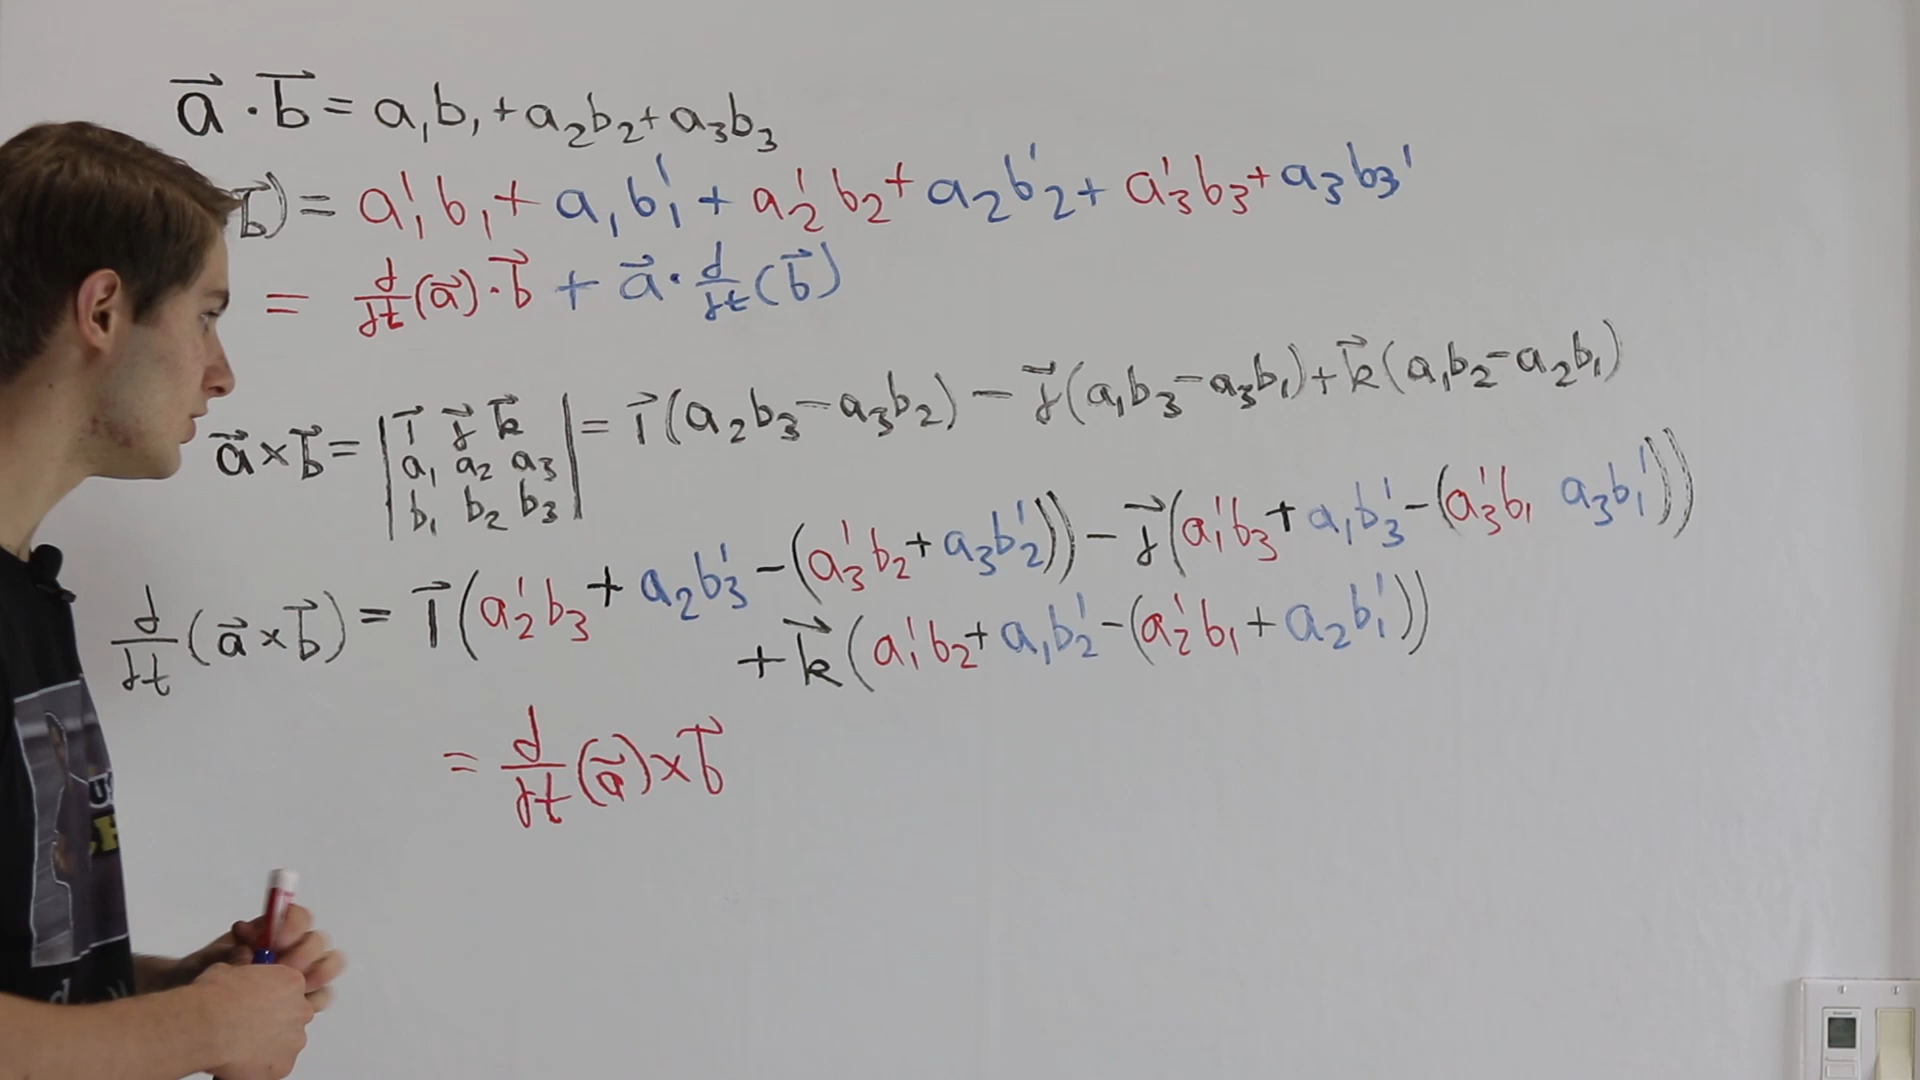 a⃗ · b⃗ = a₁b₁ + a₂b₂ + a₃b₃
b⃗) = a₁'b₁ + a₁b₁' + a₂'b₂ + a₂b₂' + a₃'b₃ + a₃b₃'
= d/dt(a⃗) · b⃗ + a⃗ · d/dt(b⃗)
a⃗ × b⃗ = | i⃗ j⃗ k⃗ | = i⃗(a₂b₃ − a₃b₂) − j⃗(a₁b₃ − a₃b₁) + k⃗(a₁b₂ − a₂b₁)
a₁ a₂ a₃
b₁ b₂ b₃
d/dt(a⃗ × b⃗) = i⃗(a₂'b₃ + a₂b₃' − (a₃'b₂ + a₃b₂')) − j⃗(a₁'b₃ + a₁b₃' − (a₃'b₁ a₃b₁'))
+ k⃗(a₁'b₂ + a₁b₂' − (a₂'b₁ + a₂b₁'))
= d/dt(a⃗) × b⃗